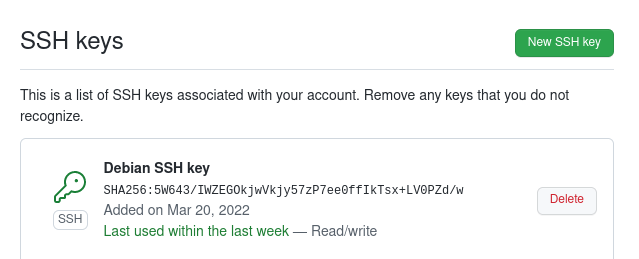 SSH keys
New SSH key
This is a list of SSH keys associated with your account. Remove any keys that you do not
recognize.
Debian SSH key
SHA256:5W643/IWZEGOkjwVkjy57zP7ee0ffIkTsx+LV0PZd/w
Added on Mar 20, 2022
SSH
Last used within the last week — Read/write
Delete